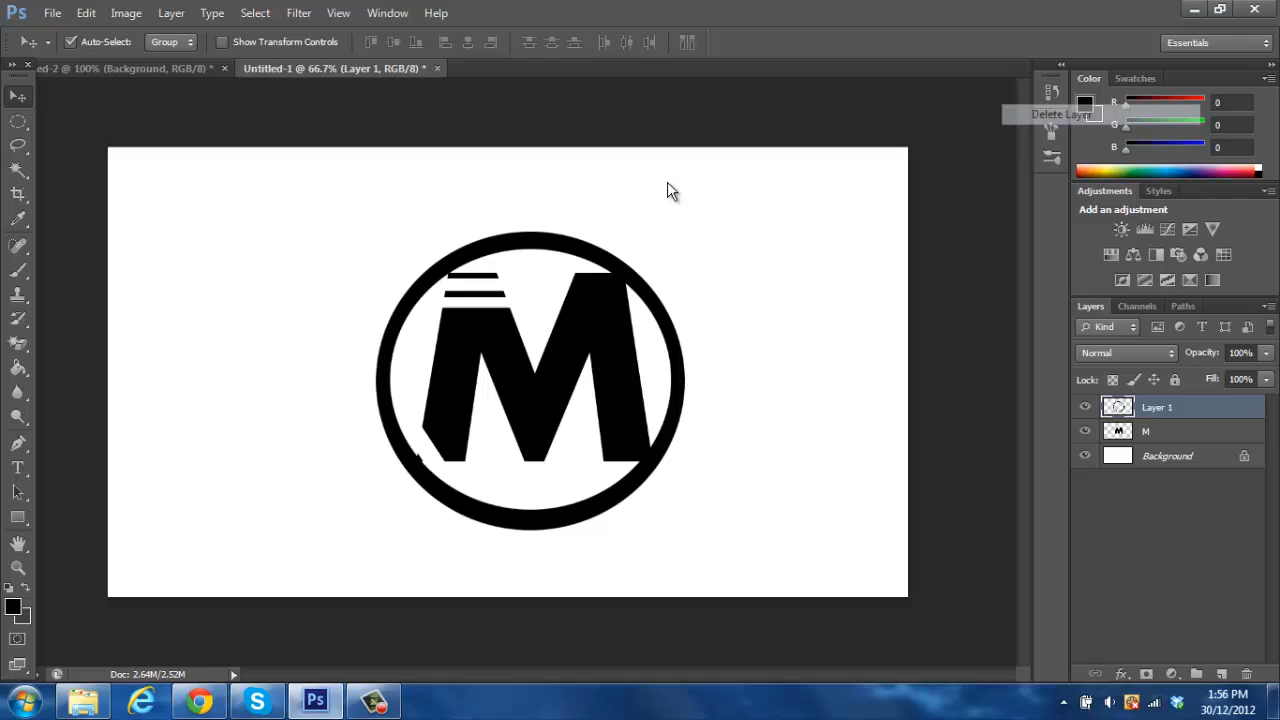 Ps File Edit Image Layer Type Select Filter View Window Help
Auto-Select: Group Show Transform Controls Essentials
ed-2 @ 100% (Background, RGB/8) * × Untitled-1 @ 66.7% (Layer 1, RGB/8) * ×
Color Swatches
R 0
Delete Layer
G 0
B 0
Adjustments Styles
Add an adjustment
M
Layers Channels Paths
Kind
Normal Opacity: 100%
Lock: Fill: 100%
Layer 1
M
Background
Doc: 2.64M/2.52M
Ps
1:56 PM
30/12/2012